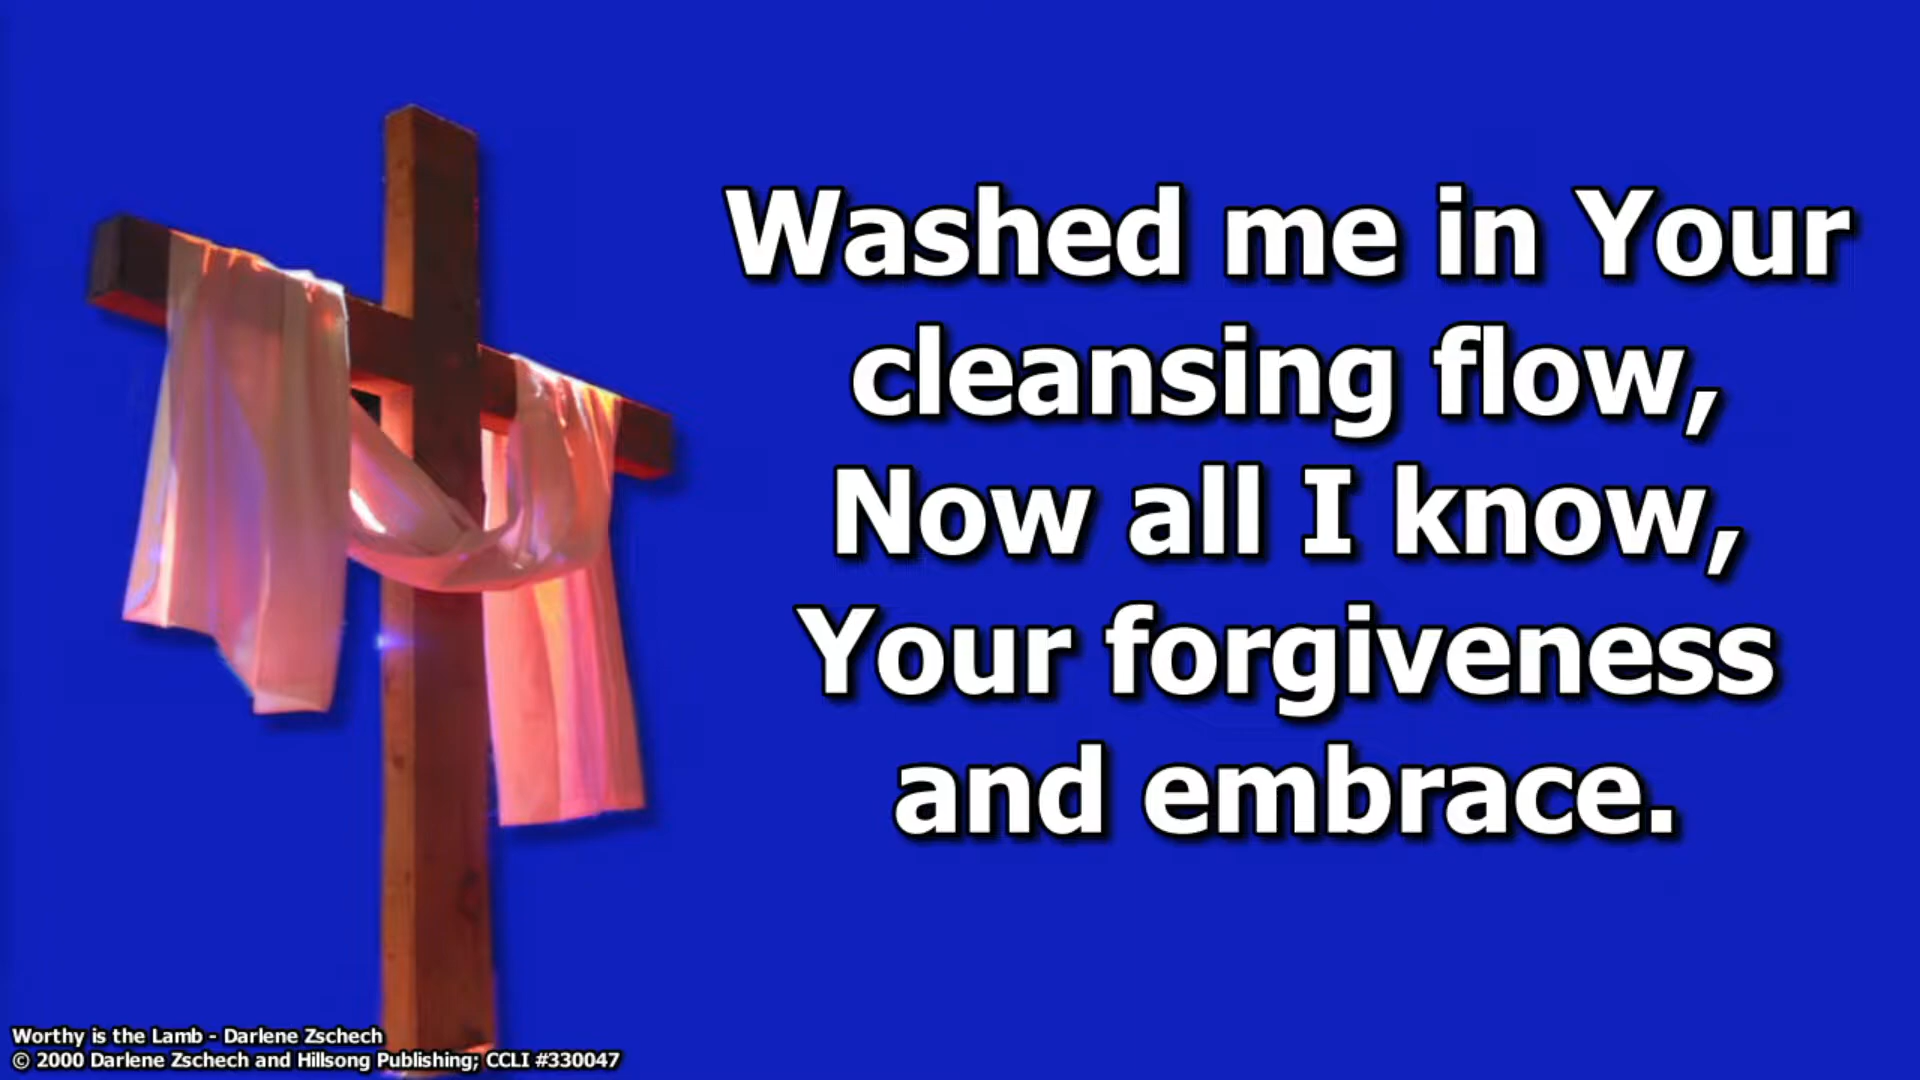 Washed me in Your
cleansing flow,
Now all I know,
Your forgiveness
and embrace.
Worthy is the Lamb - Darlene Zschech
© 2000 Darlene Zschech and Hillsong Publishing; CCLI #330047